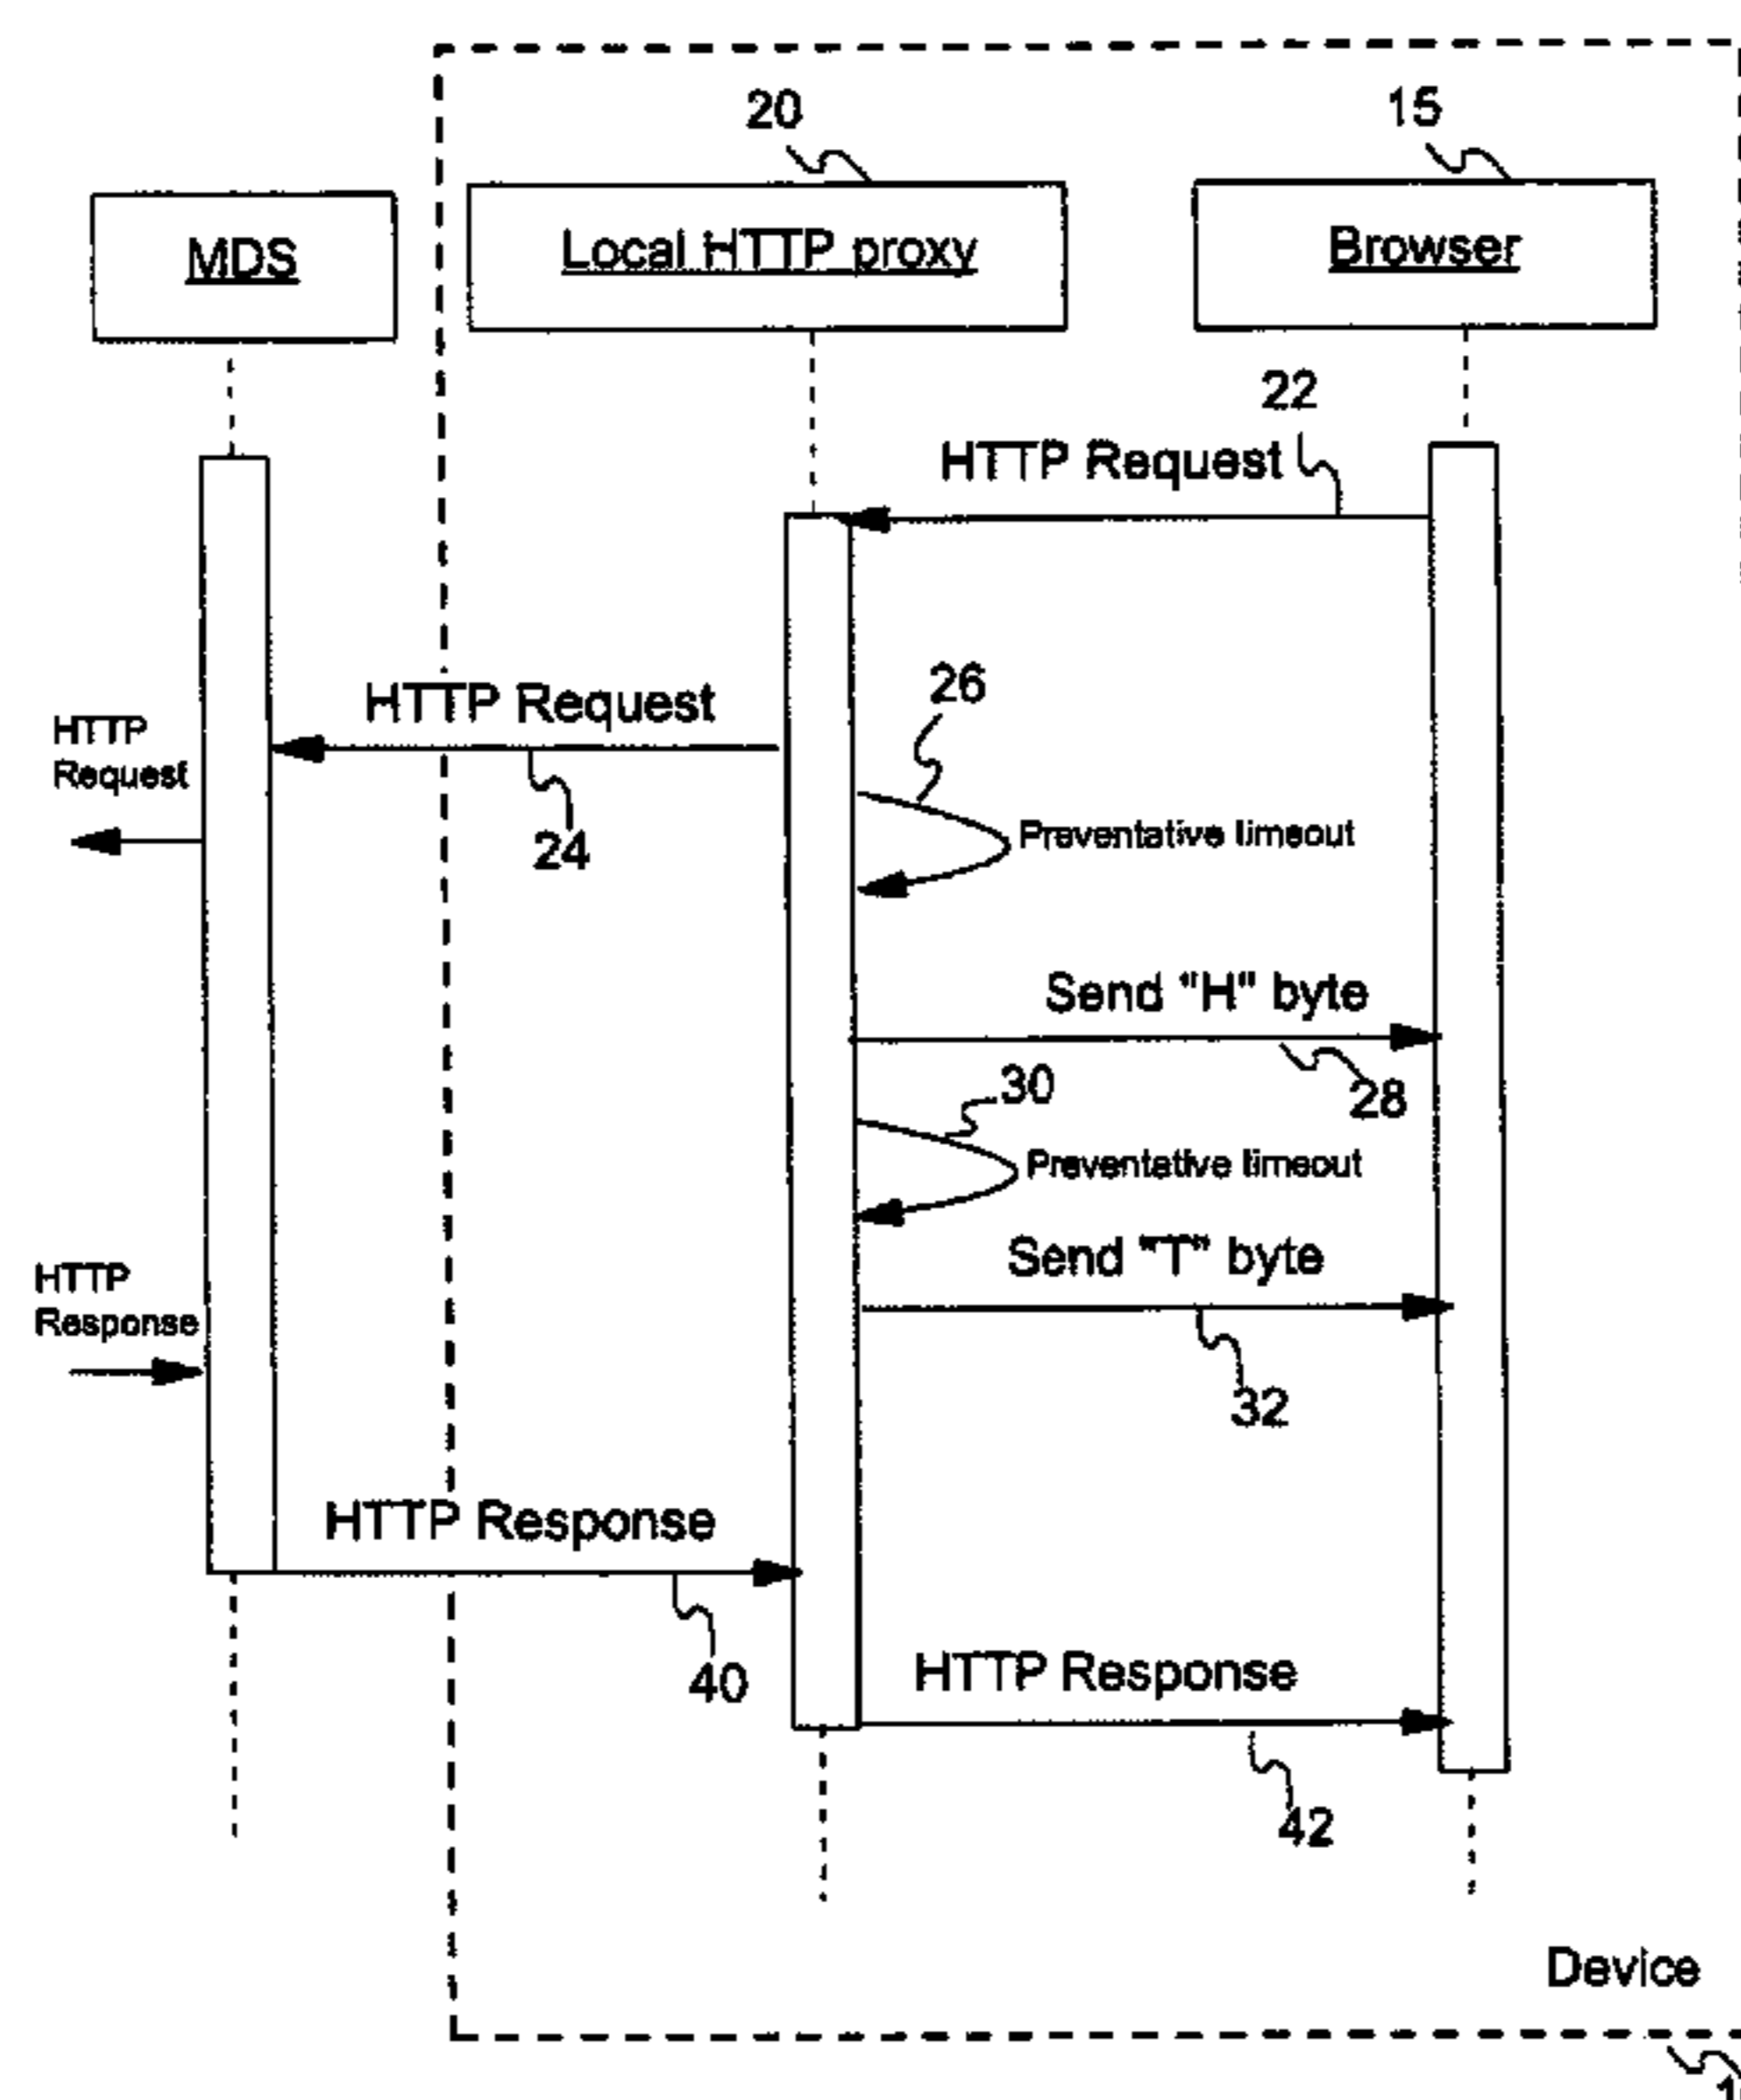 20
15
MDS
Local HTTP proxy
Browser
22
HTTP Request
26
HTTP Request
HTTP
Request
24
Preventative timeout
Send "H" byte
28
30
Preventative timeout
Send "T" byte
HTTP
Response
32
HTTP Response
40
HTTP Response
42
Device